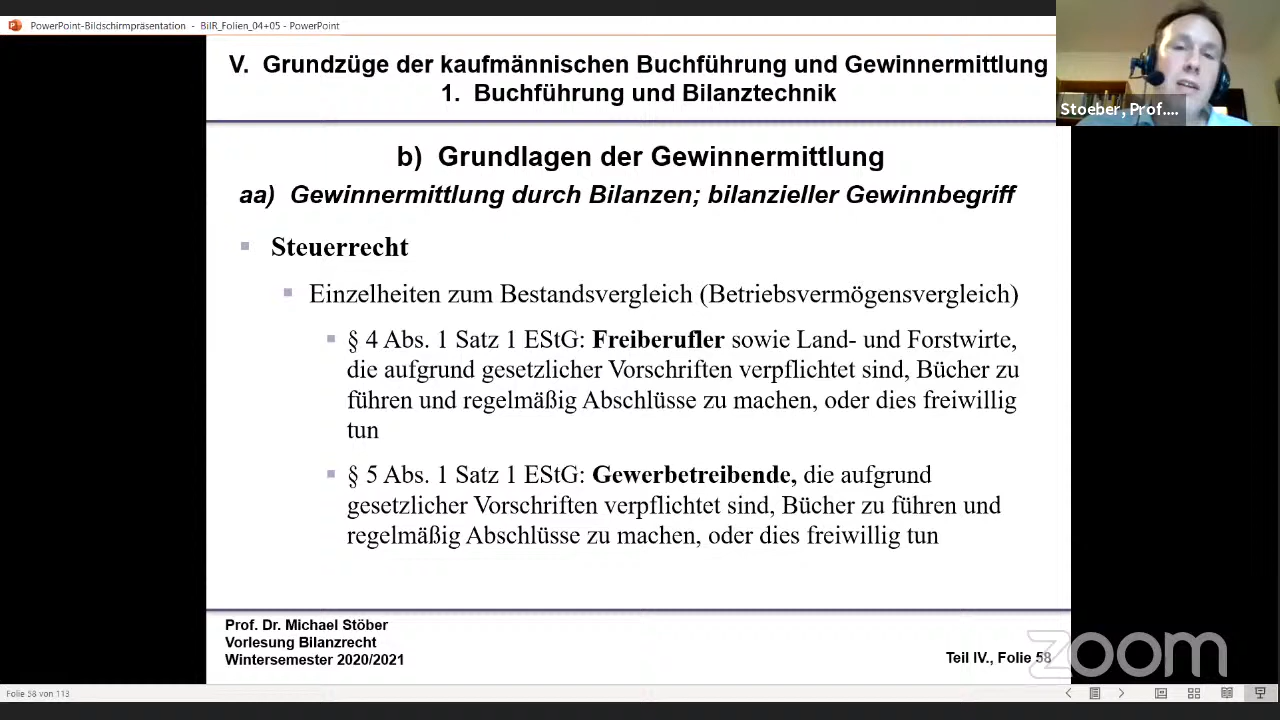 PowerPoint-Bildschirmpräsentation - BilR_Folien_04+05 - PowerPoint
V. Grundzüge der kaufmännischen Buchführung und Gewinnermittlung
1. Buchführung und Bilanztechnik
Stoeber, Prof....
b) Grundlagen der Gewinnermittlung
aa) Gewinnermittlung durch Bilanzen; bilanzieller Gewinnbegriff
Steuerrecht
Einzelheiten zum Bestandsvergleich (Betriebsvermögensvergleich)
§ 4 Abs. 1 Satz 1 EStG: Freiberufler sowie Land- und Forstwirte,
die aufgrund gesetzlicher Vorschriften verpflichtet sind, Bücher zu
führen und regelmäßig Abschlüsse zu machen, oder dies freiwillig
tun
§ 5 Abs. 1 Satz 1 EStG: Gewerbetreibende, die aufgrund
gesetzlicher Vorschriften verpflichtet sind, Bücher zu führen und
regelmäßig Abschlüsse zu machen, oder dies freiwillig tun
Prof. Dr. Michael Stöber
Vorlesung Bilanzrecht
Wintersemester 2020/2021
Teil IV., Folie 58
zoom
Folie 58 von 113